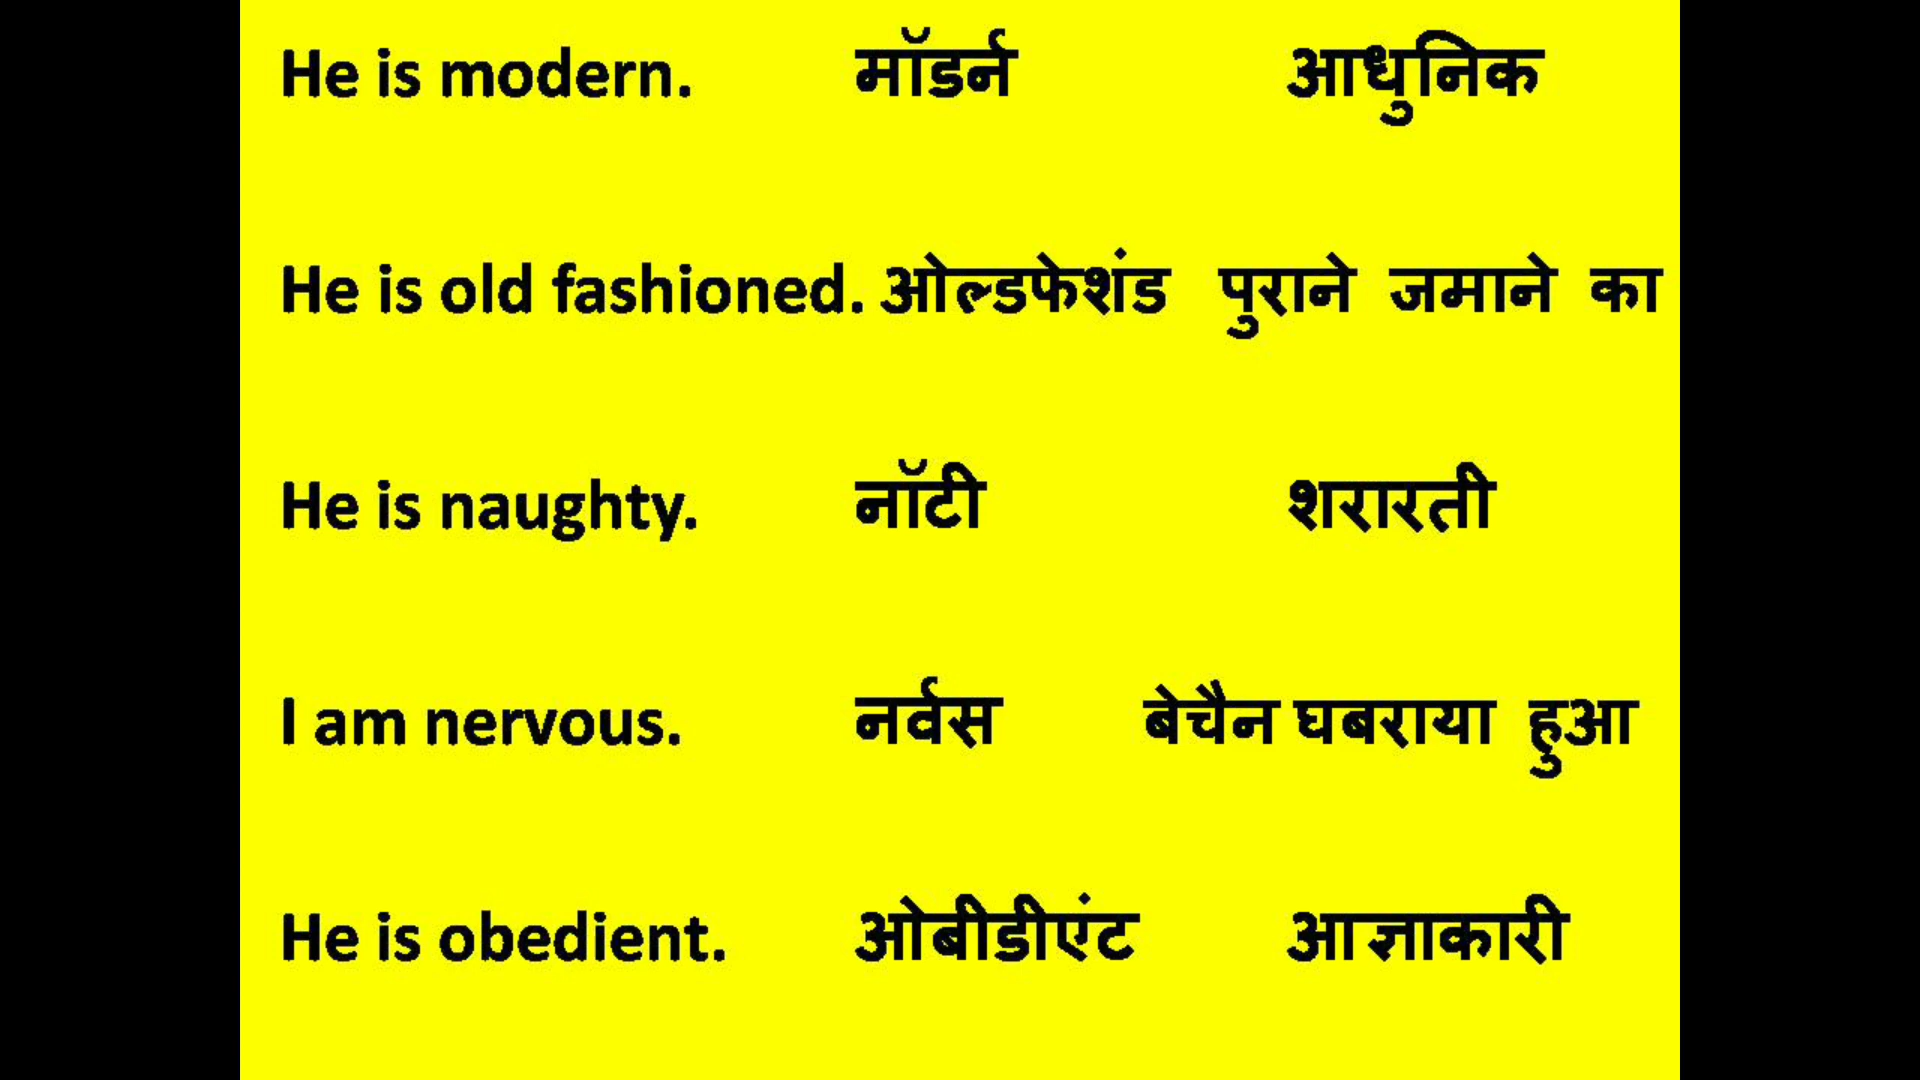 He is modern. मॉडर्न आधुनिक
He is old fashioned. ओल्डफेशंड पुराने जमाने का
He is naughty. नॉटी शरारती
I am nervous. नर्वस बेचैन घबराया हुआ
He is obedient. ओबीडीएंट आज्ञाकारी